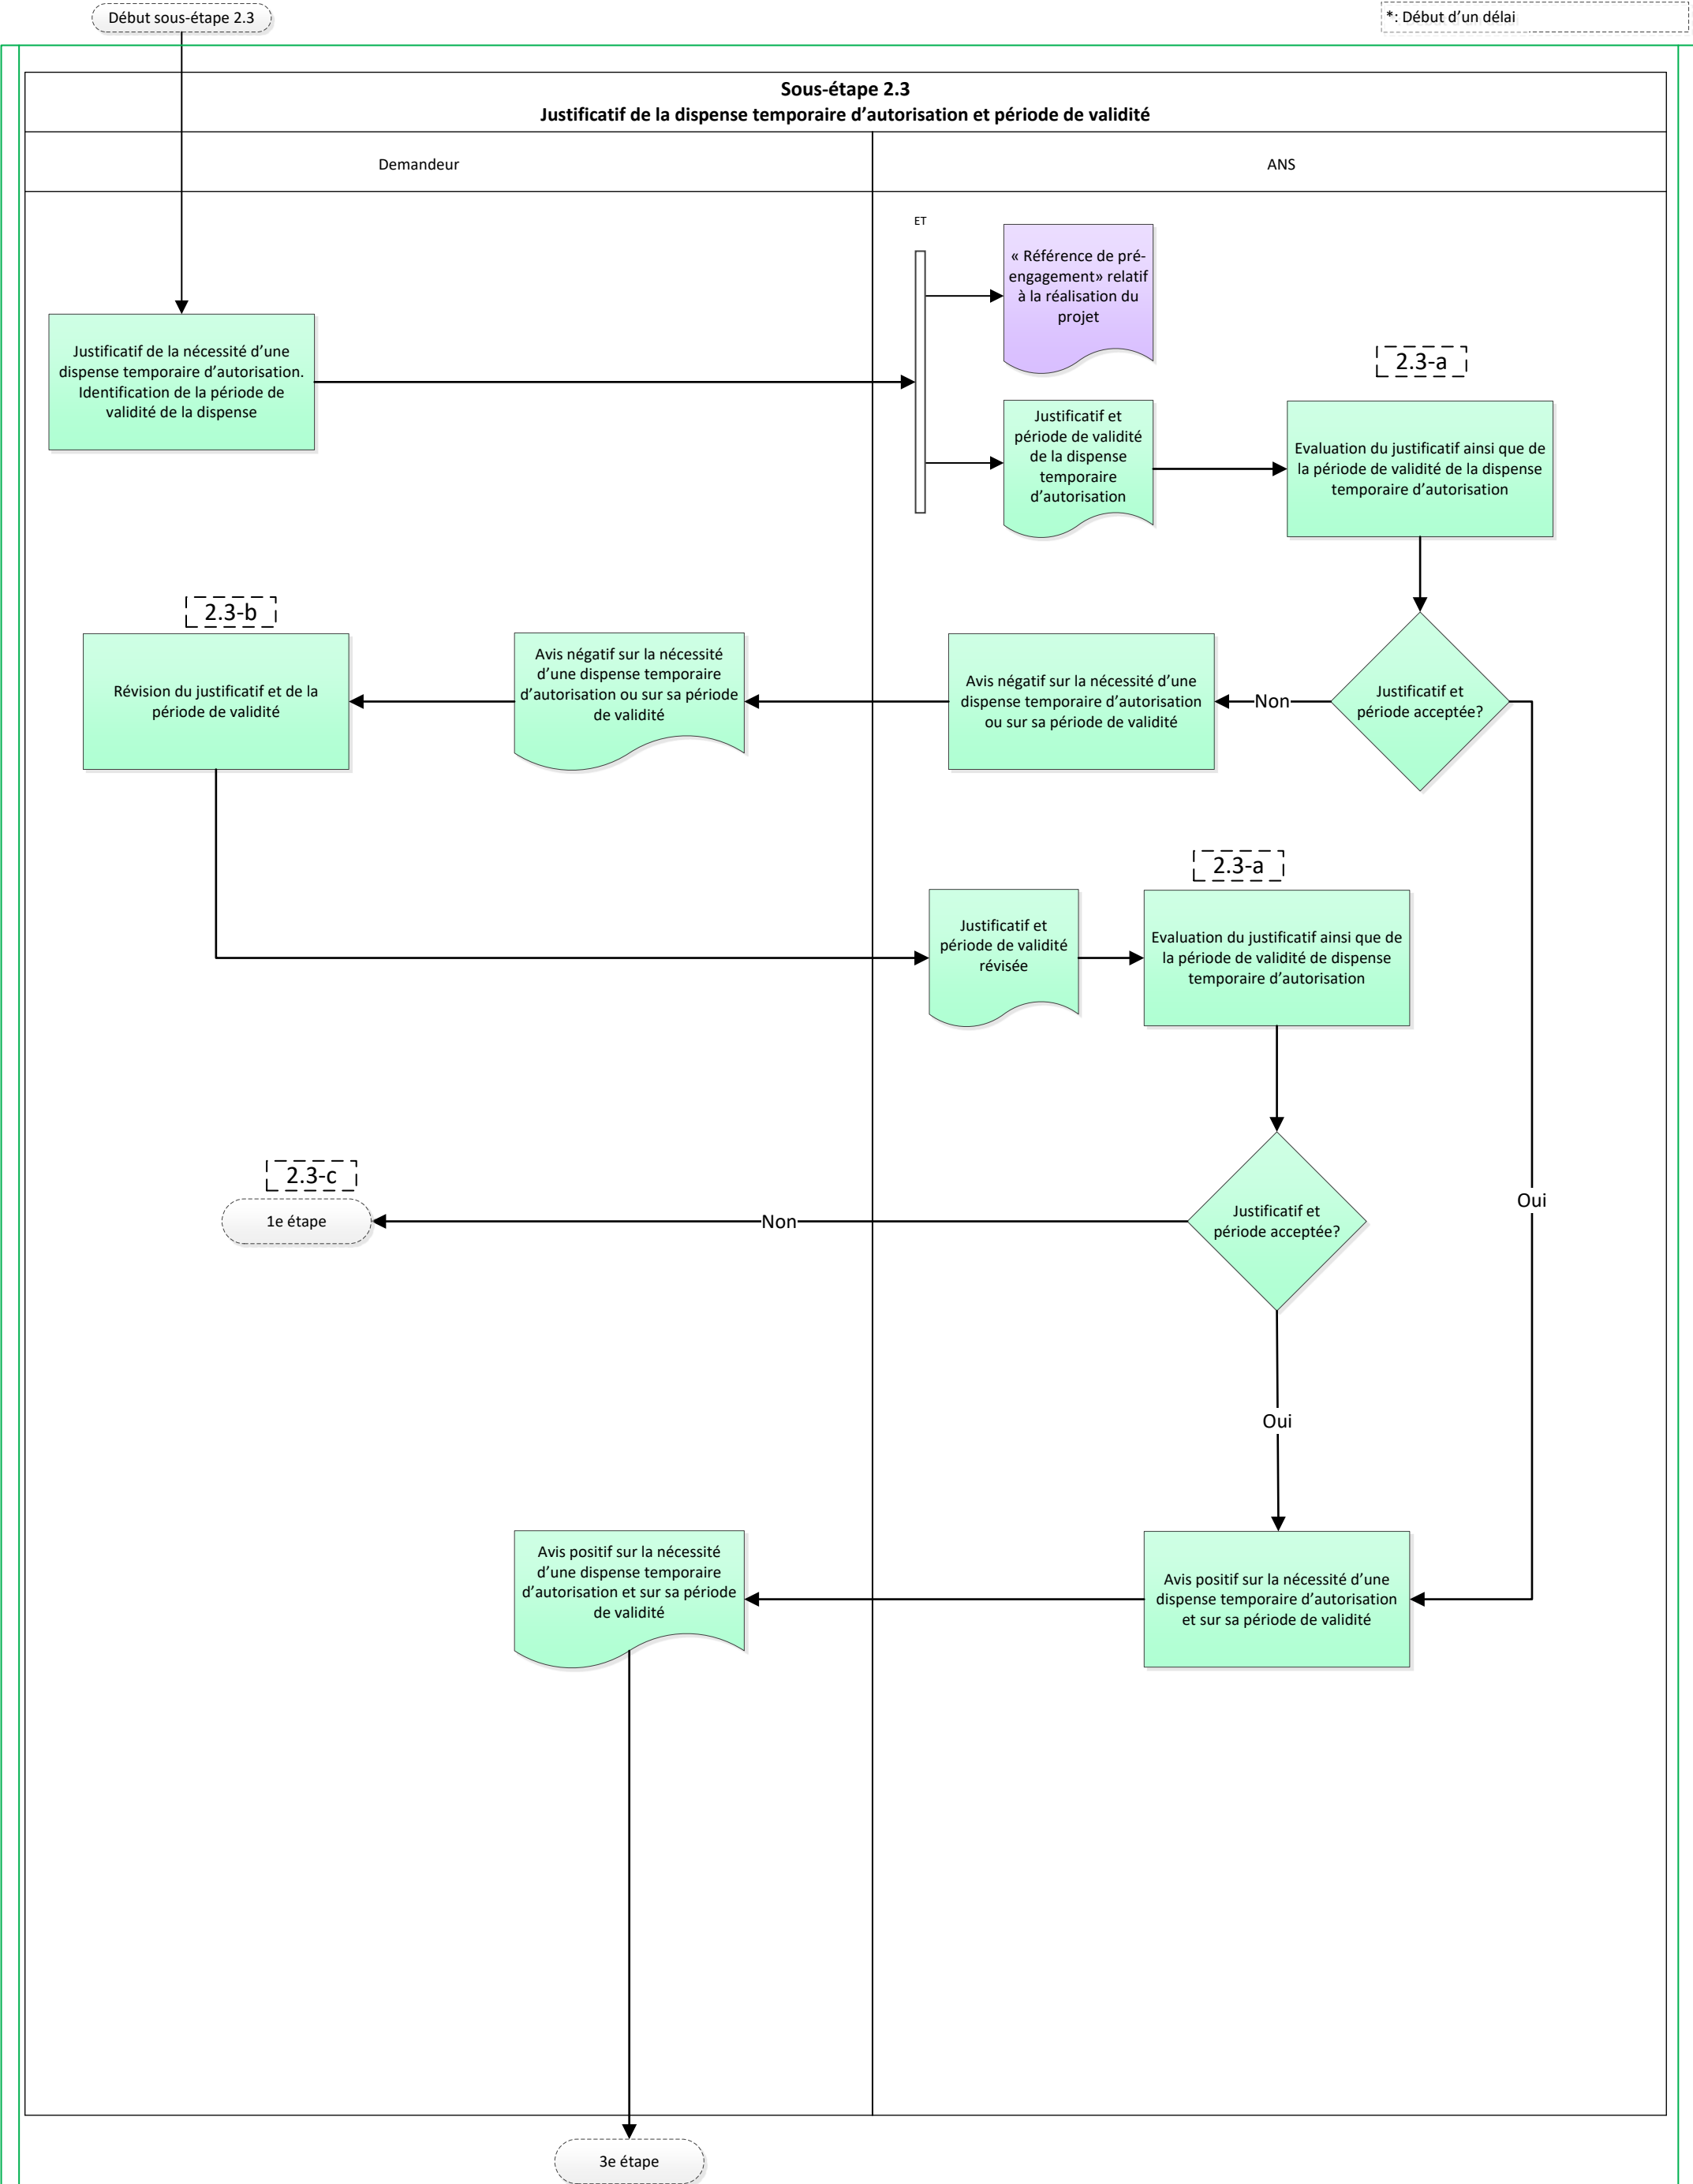 Début sous-étape 2.3
*: Début d'un délai
Sous-étape 2.3
Justificatif de la dispense temporaire d'autorisation et période de validité
Demandeur
ANS
ET
« Référence de pré-
engagement» relatif
à la réalisation du
projet
Justificatif de la nécessité d'une
dispense temporaire d'autorisation.
Identification de la période de
validité de la dispense
2.3-a
Justificatif et
période de validité
de la dispense
temporaire
d'autorisation
Evaluation du justificatif ainsi que de
la période de validité de la dispense
temporaire d'autorisation
2.3-b
Révision du justificatif et de la
période de validité
Avis négatif sur la nécessité
d'une dispense temporaire
d'autorisation ou sur sa période
de validité
Avis négatif sur la nécessité d'une
dispense temporaire d'autorisation
ou sur sa période de validité
Non
Justificatif et
période acceptée?
2.3-a
Justificatif et
période de validité
révisée
Evaluation du justificatif ainsi que de
la période de validité de dispense
temporaire d'autorisation
2.3-c
1e étape
Non
Justificatif et
période acceptée?
Oui
Oui
Avis positif sur la nécessité
d'une dispense temporaire
d'autorisation et sur sa période
de validité
Avis positif sur la nécessité d'une
dispense temporaire d'autorisation
et sur sa période de validité
3e étape